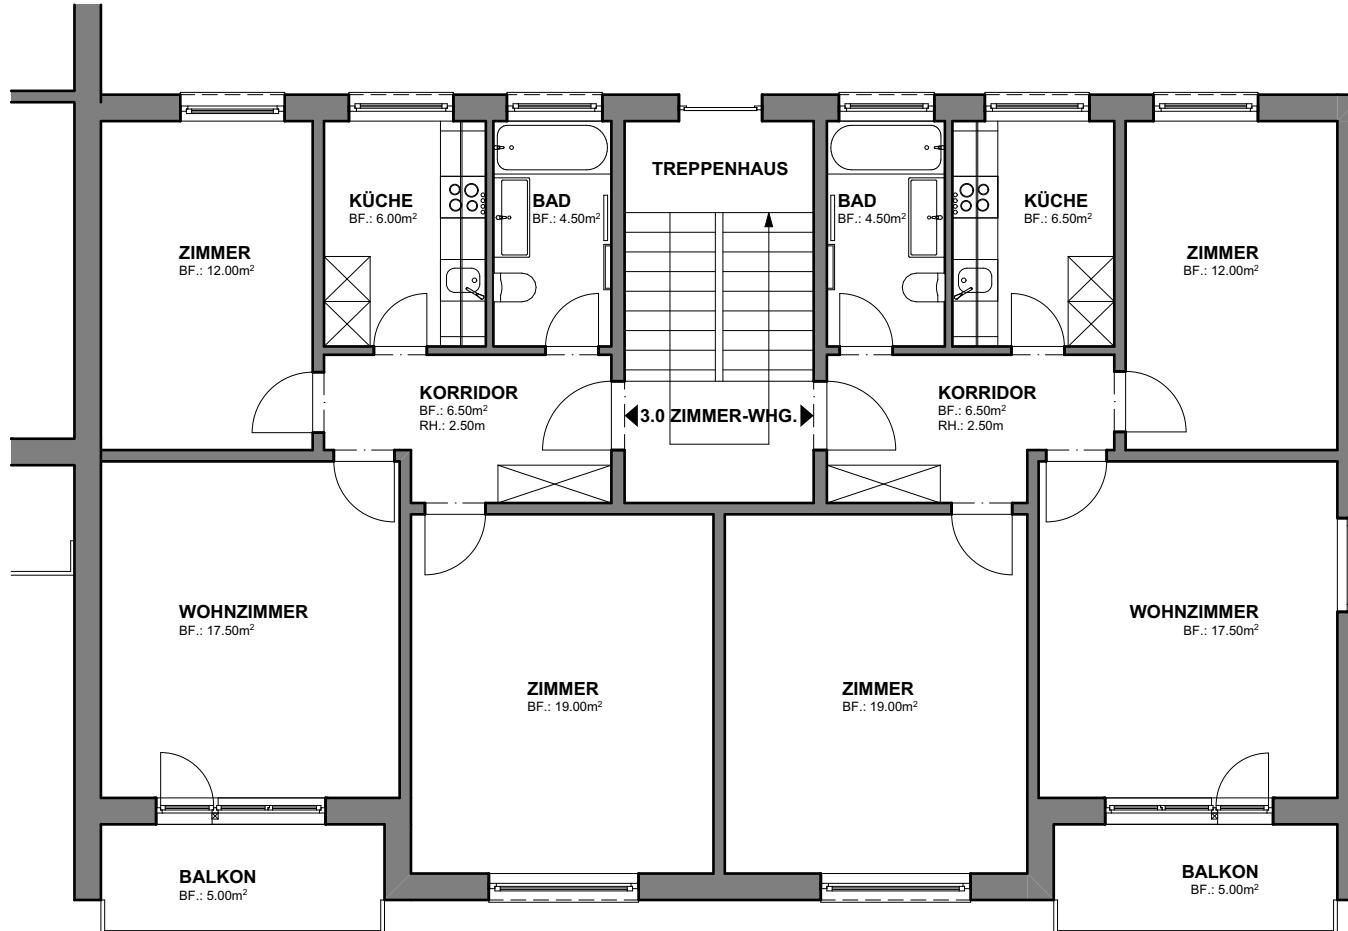 TREPPENHAUS
KÜCHE
BF.: 6.00m²
BAD
BF.: 4.50m²
BAD
BF.: 4.50m²
KÜCHE
BF.: 6.50m²
ZIMMER
BF.: 12.00m²
ZIMMER
BF.: 12.00m²
KORRIDOR
BF.: 6.50m²
RH.: 2.50m
3.0 ZIMMER-WHG.
KORRIDOR
BF.: 6.50m²
RH.: 2.50m
WOHNZIMMER
BF.: 17.50m²
WOHNZIMMER
BF.: 17.50m²
ZIMMER
BF.: 19.00m²
ZIMMER
BF.: 19.00m²
BALKON
BF.: 5.00m²
BALKON
BF.: 5.00m²